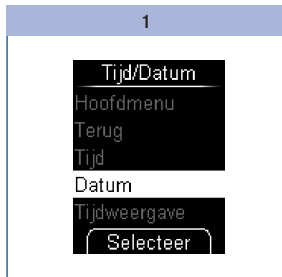 1
Tijd/Datum
Hoofdmenu
Terug
Tijd
Datum
Tijdweergave
Selecteer